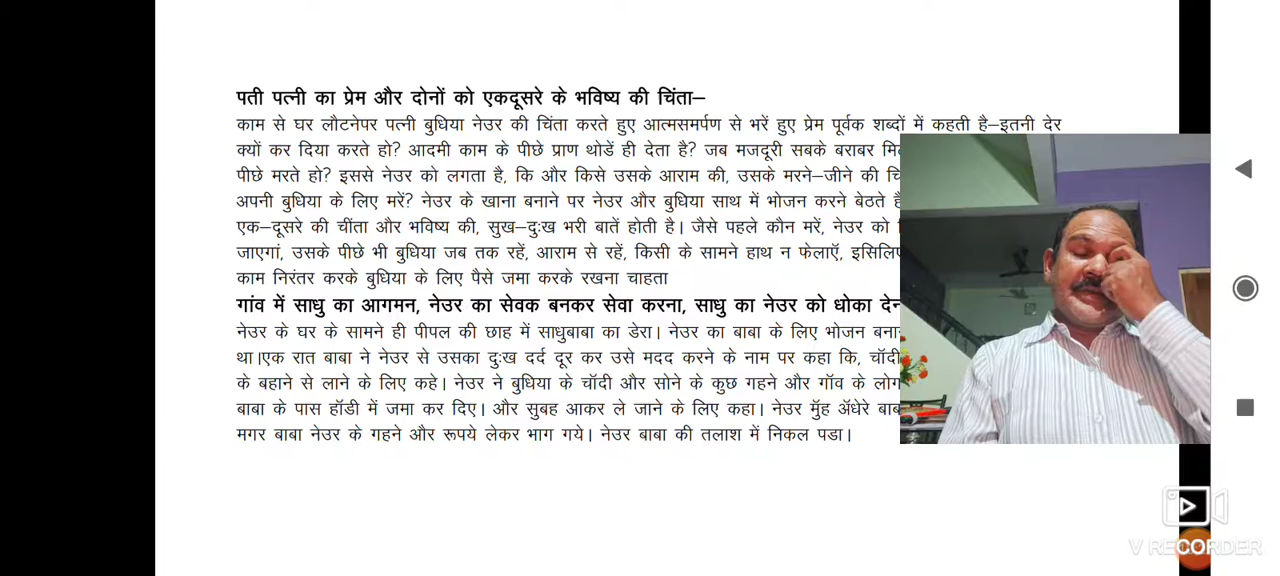 पती पत्नी का प्रेम और दोनों को एकदूसरे के भविष्य की चिंता–
काम से घर लौटनेपर पत्नी बुधिया नेउर की चिंता करते हुए आत्मसमर्पण से भरें हुए प्रेम पूर्वक शब्दों में कहती है–इतनी देर
क्यों कर दिया करते हो? आदमी काम के पीछे प्राण थोडें ही देता है? जब मजदूरी सबके बराबर
पीछे मरते हो? इससे नेउर को लगता है, कि और किसे उसके आराम की, उसके मरने–जीने की
अपनी बुधिया के लिए मरें? नेउर के खाना बनाने पर नेउर और बुधिया साथ में भोजन करने बेठते
एक–दूसरे की चींता और भविष्य की, सुख–दुःख भरी बातें होती है। जैसे पहले कौन मरें, नेउर को
जाएगां, उसके पीछे भी बुधिया जब तक रहें, आराम से रहें, किसी के सामने हाथ न फेलाऍ,
काम निरंतर करके बुधिया के लिए पैसे जमा करके रखना चाहता
गांव में साधु का आगमन, नेउर का सेवक बनकर सेवा करना, साधु का नेउर को धोका
नेउर के घर के सामने ही पीपल की छाह में साधुबाबा का डेरा। नेउर का बाबा के लिए भोजन
था।एक रात बाबा ने नेउर से उसका दुःख दर्द दूर कर उसे मदद करने के नाम पर कहा कि, चॉदी
के बहाने से लाने के लिए कहे। नेउर ने बुधिया के चॉदी और सोने के कुछ गहने और गॉव के
बाबा के पास हॉडी में जमा कर दिए। और सुबह आकर ले जाने के लिए कहा। नेउर मुॅह ॲधेरे
मगर बाबा नेउर के गहने और रूपये लेकर भाग गये। नेउर बाबा की तलाश में निकल पडा।
V RECORDER